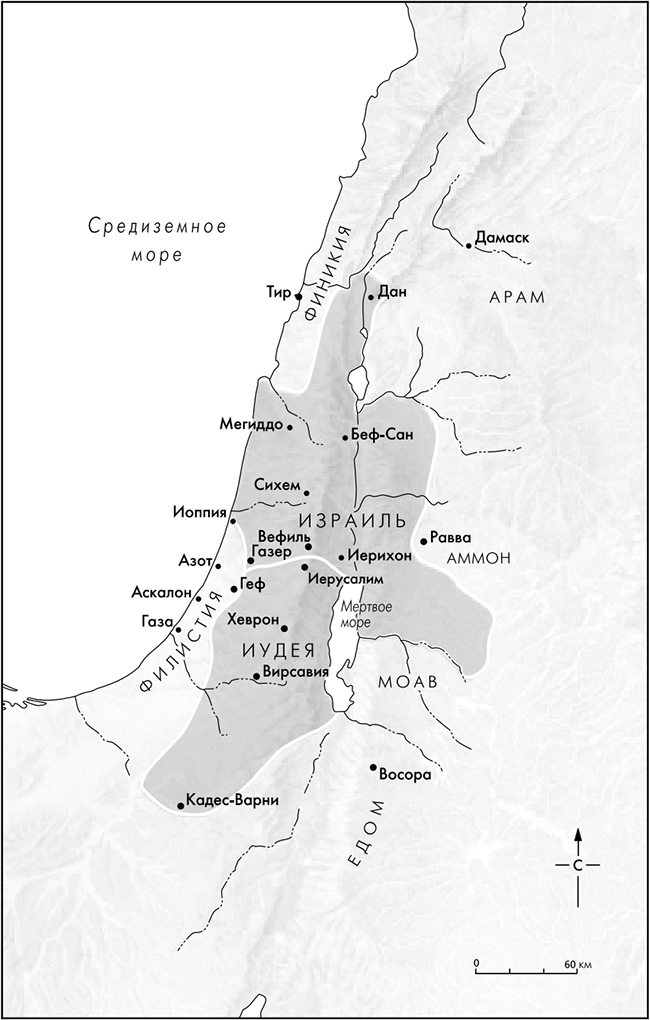 Средиземное
море
ФИНИКИЯ
Дамаск
Тир
Дан
АРАМ
Мегиддо
Беф-Сан
Сихем
Иоппия
ИЗРАИЛЬ
Вефиль
Равва
Газер
Иерихон
АММОН
Азот
Иерусалим
Геф
Аскалон
Мертвое
море
Газа
Хеврон
ФИЛИСТИЯ
ИУДЕЯ
Вирсавия
МОАВ
Восора
Кадес-Варни
ЕДОМ
С
0 60 КМ